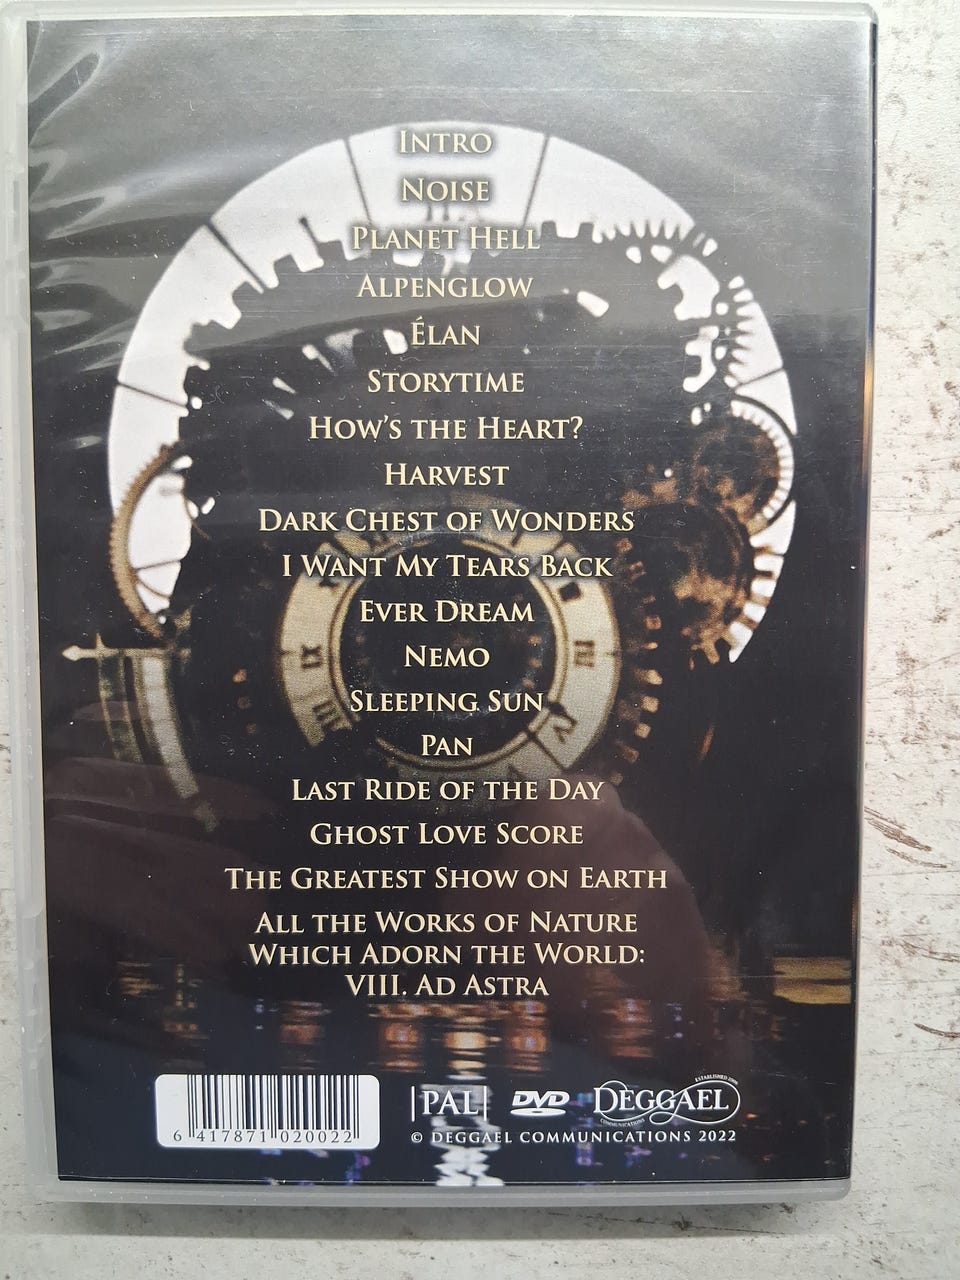 INTRO
NOISE
PLANET HELL
ALPENGLOW
ÉLAN
STORYTIME
HOW'S THE HEART?
HARVEST
DARK CHEST OF WONDERS
I WANT MY TEARS BACK
EVER DREAM
NEMO
SLEEPING SUN
PAN
LAST RIDE OF THE DAY
GHOST LOVE SCORE
THE GREATEST SHOW ON EARTH
ALL THE WORKS OF NATURE
WHICH ADORN THE WORLD:
VIII. AD ASTRA
6 417871 020022
PAL
DVD
DEGGAEL
COMMUNICATIONS
© DEGGAEL COMMUNICATIONS 2022